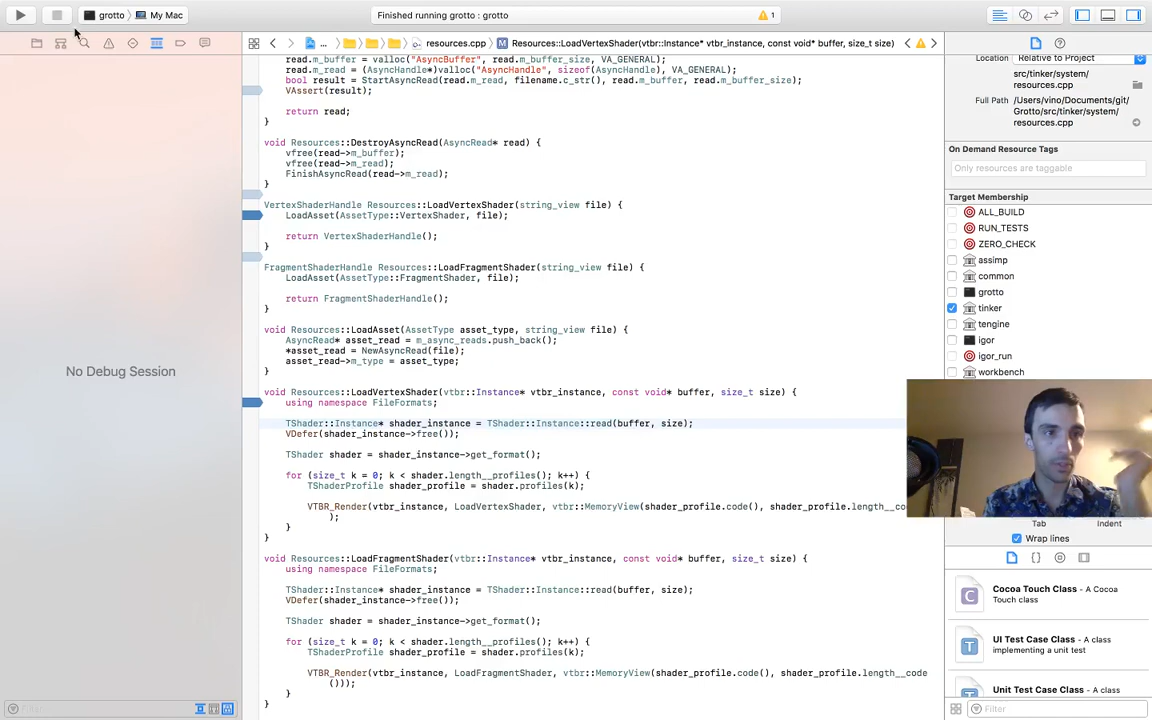 grotto
My Mac
Finished running grotto : grotto
1
...
resources.cpp
Resources::LoadVertexShader(vtbr::Instance* vtbr_instance, const void* buffer, size_t size)
read.m_buffer = valloc("AsyncBuffer", read.m_buffer_size, VA_GENERAL);
read.m_read = (AsyncHandle*)valloc("AsyncHandle", sizeof(AsyncHandle), VA_GENERAL);
bool result = StartAsyncRead(read.m_read, filename.c_str(), read.m_buffer, read.m_buffer_size);
VAssert(result);
return read;
}
void Resources::DestroyAsyncRead(AsyncRead* read) {
vfree(read->m_buffer);
vfree(read->m_read);
FinishAsyncRead(read->m_read);
}
VertexShaderHandle Resources::LoadVertexShader(string_view file) {
LoadAsset(AssetType::VertexShader, file);
return VertexShaderHandle();
}
FragmentShaderHandle Resources::LoadFragmentShader(string_view file) {
LoadAsset(AssetType::FragmentShader, file);
return FragmentShaderHandle();
}
void Resources::LoadAsset(AssetType asset_type, string_view file) {
AsyncRead* asset_read = m_async_reads.push_back();
*asset_read = NewAsyncRead(file);
asset_read->m_type = asset_type;
}
void Resources::LoadVertexShader(vtbr::Instance* vtbr_instance, const void* buffer, size_t size) {
using namespace FileFormats;
TShader::Instance* shader_instance = TShader::Instance::read(buffer, size);
VDefer(shader_instance->free());
TShader shader = shader_instance->get_format();
for (size_t k = 0; k < shader.length__profiles(); k++) {
TShaderProfile shader_profile = shader.profiles(k);
VTBR_Render(vtbr_instance, LoadVertexShader, vtbr::MemoryView(shader_profile.code(), shader_profile.length__co
);
}
}
void Resources::LoadFragmentShader(vtbr::Instance* vtbr_instance, const void* buffer, size_t size) {
using namespace FileFormats;
TShader::Instance* shader_instance = TShader::Instance::read(buffer, size);
VDefer(shader_instance->free());
TShader shader = shader_instance->get_format();
for (size_t k = 0; k < shader.length__profiles(); k++) {
TShaderProfile shader_profile = shader.profiles(k);
VTBR_Render(vtbr_instance, LoadFragmentShader, vtbr::MemoryView(shader_profile.code(), shader_profile.length__code
()));
}
}
No Debug Session
Filter
Location
Relative to Project
src/tinker/system/
resources.cpp
Full Path
/Users/vino/Documents/git/
Grotto/src/tinker/system/
resources.cpp
On Demand Resource Tags
Only resources are taggable
Target Membership
ALL_BUILD
RUN_TESTS
ZERO_CHECK
assimp
common
grotto
tinker
tengine
igor
igor_run
workbench
Tab
Indent
Wrap lines
Cocoa Touch Class - A Cocoa
Touch class
UI Test Case Class - A class
implementing a unit test
Unit Test Case Class - A class
Filter